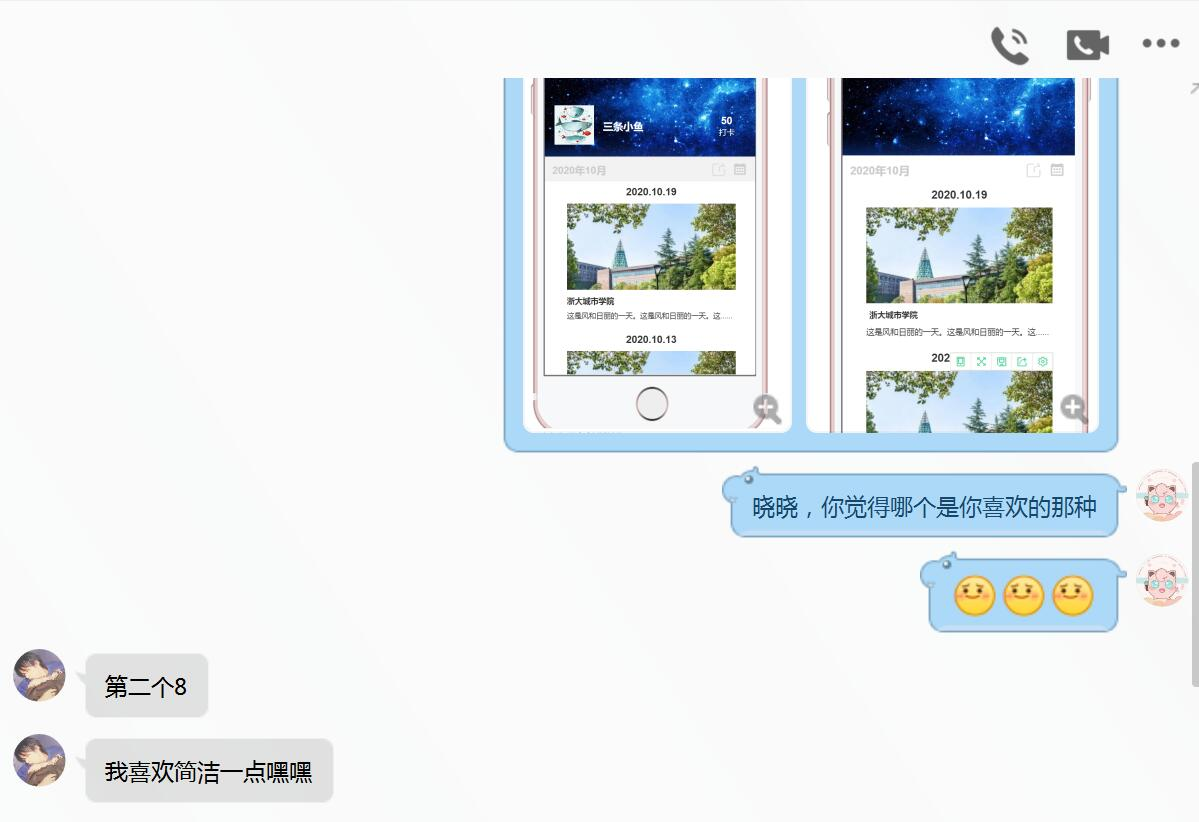 三条小鱼
50
打卡
2020年10月
2020.10.19
浙大城市学院
这是风和日丽的一天。这是风和日丽的一天。这......
2020.10.13
2020年10月
2020.10.19
浙大城市学院
这是风和日丽的一天。这是风和日丽的一天。这......
202
晓晓，你觉得哪个是你喜欢的那种
第二个8
我喜欢简洁一点嘿嘿